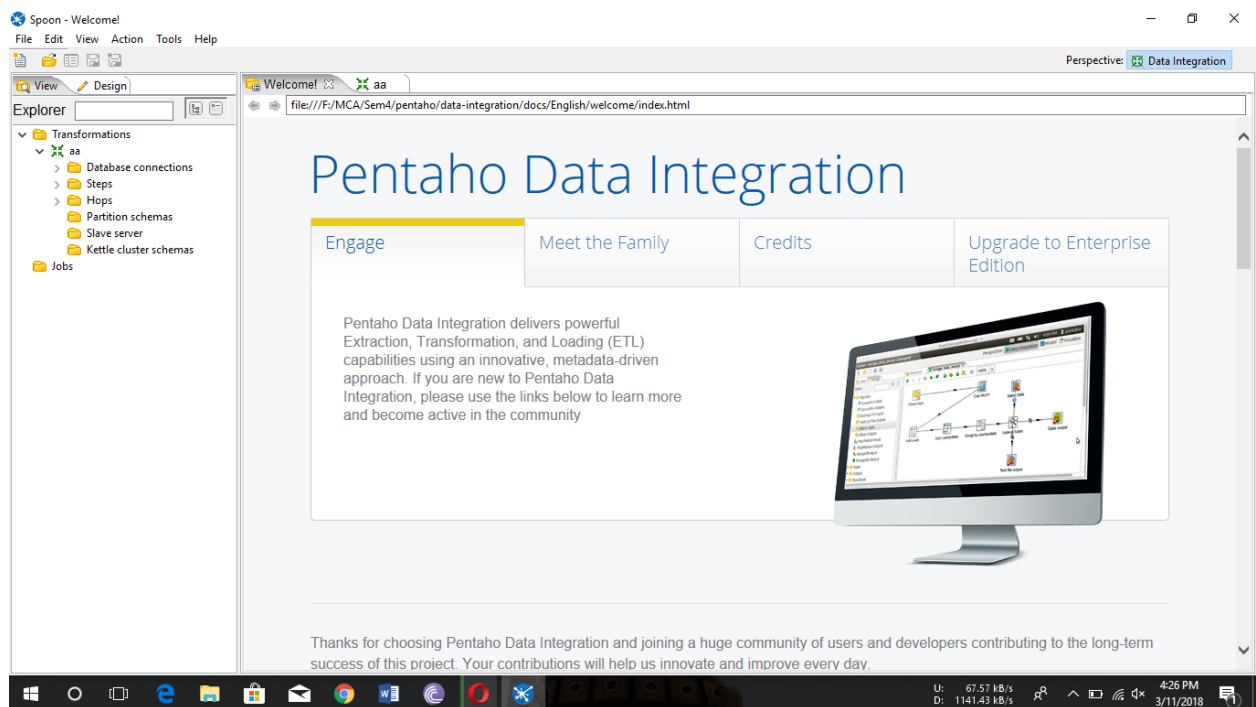 Spoon - Welcome!
File Edit View Action Tools Help
Perspective: Data Integration
View Design
Welcome! aa
Explorer
file:///F:/MCA/Sem4/pentaho/data-integration/docs/English/welcome/index.html
Transformations
aa
Database connections
Steps
Hops
Partition schemas
Slave server
Kettle cluster schemas
Jobs
Pentaho Data Integration
Engage
Meet the Family
Credits
Upgrade to Enterprise
Edition
Pentaho Data Integration delivers powerful
Extraction, Transformation, and Loading (ETL)
capabilities using an innovative, metadata-driven
approach. If you are new to Pentaho Data
Integration, please use the links below to learn more
and become active in the community
Thanks for choosing Pentaho Data Integration and joining a huge community of users and developers contributing to the long-term
success of this project. Your contributions will help us innovate and improve every day.
U: 67.57 kB/s
D: 1141.43 kB/s
4:26 PM
3/11/2018